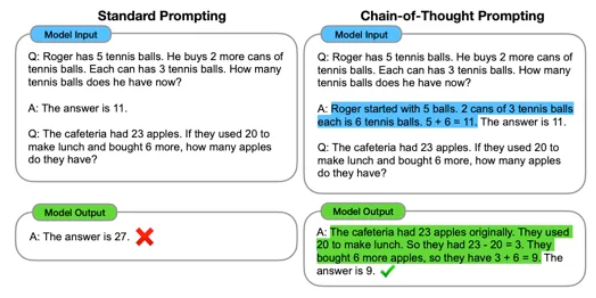 Standard Prompting
Model Input
Q: Roger has 5 tennis balls. He buys 2 more cans of
tennis balls. Each can has 3 tennis balls. How many
tennis balls does he have now?
A: The answer is 11.
Q: The cafeteria had 23 apples. If they used 20 to
make lunch and bought 6 more, how many apples
do they have?
Model Output
A: The answer is 27.
Chain-of-Thought Prompting
Model Input
Q: Roger has 5 tennis balls. He buys 2 more cans of
tennis balls. Each can has 3 tennis balls. How many
tennis balls does he have now?
A: Roger started with 5 balls. 2 cans of 3 tennis balls
each is 6 tennis balls. 5 + 6 = 11. The answer is 11.
Q: The cafeteria had 23 apples. If they used 20 to
make lunch and bought 6 more, how many apples
do they have?
Model Output
A: The cafeteria had 23 apples originally. They used
20 to make lunch. So they had 23 - 20 = 3. They
bought 6 more apples, so they have 3 + 6 = 9. The
answer is 9.